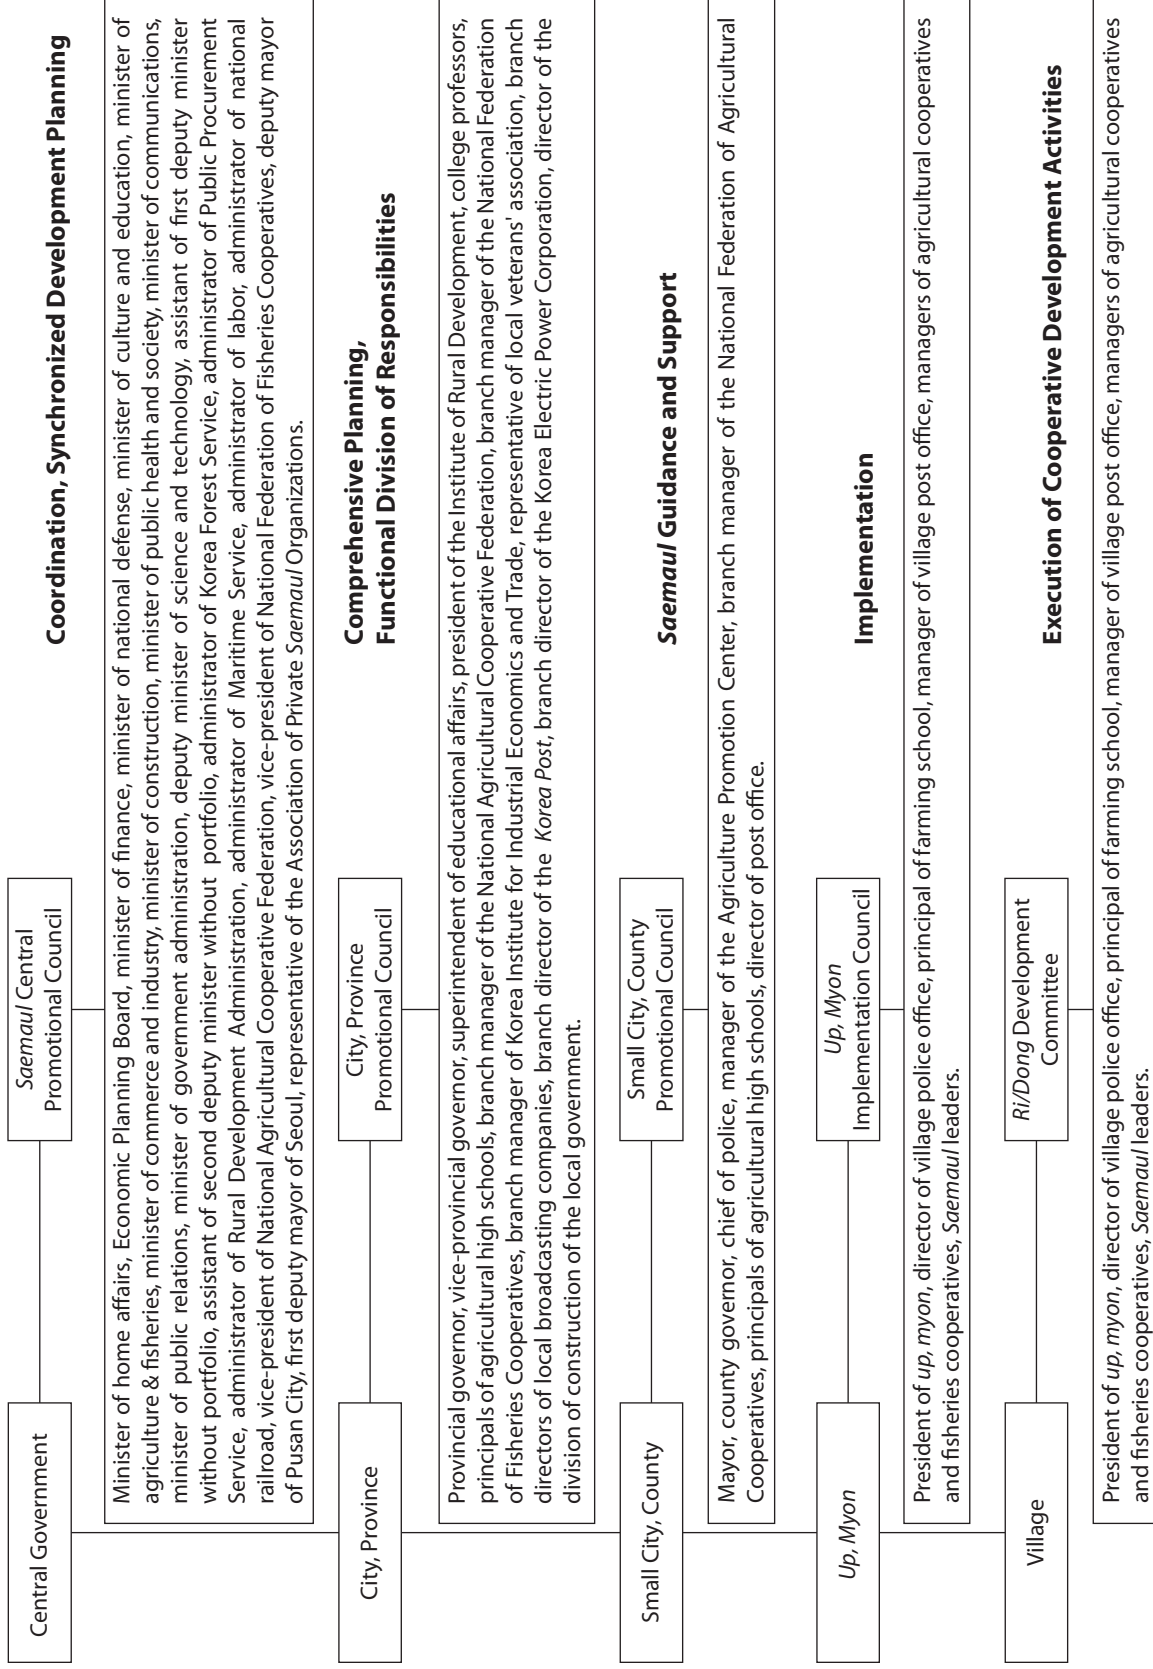 Central Government
Saemaul Central
Promotional Council
Coordination, Synchronized Development Planning
Minister of home affairs, Economic Planning Board, minister of finance, minister of national defense, minister of culture and education, minister of
agriculture & fisheries, minister of commerce and industry, minister of construction, minister of public health and society, minister of communications,
minister of public relations, minister of government administration, deputy minister of science and technology, assistant of first deputy minister
without portfolio, assistant of second deputy minister without portfolio, administrator of Korea Forest Service, administrator of Public Procurement
Service, administrator of Rural Development Administration, administrator of Maritime Service, administrator of labor, administrator of national
railroad, vice-president of National Agricultural Cooperative Federation, vice-president of National Federation of Fisheries Cooperatives, deputy mayor
of Pusan City, first deputy mayor of Seoul, representative of the Association of Private Saemaul Organizations.
City, Province
City, Province
Promotional Council
Comprehensive Planning,
Functional Division of Responsibilities
Provincial governor, vice-provincial governor, superintendent of educational affairs, president of the Institute of Rural Development, college professors,
principals of agricultural high schools, branch manager of the National Agricultural Cooperative Federation, branch manager of the National Federation
of Fisheries Cooperatives, branch manager of Korea Institute for Industrial Economics and Trade, representative of local veterans' association, branch
directors of local broadcasting companies, branch director of the Korea Post, branch director of the Korea Electric Power Corporation, director of the
division of construction of the local government.
Small City, County
Small City, County
Promotional Council
Saemaul Guidance and Support
Mayor, county governor, chief of police, manager of the Agriculture Promotion Center, branch manager of the National Federation of Agricultural
Cooperatives, principals of agricultural high schools, director of post office.
Up, Myon
Up, Myon
Implementation Council
Implementation
President of up, myon, director of village police office, principal of farming school, manager of village post office, managers of agricultural cooperatives
and fisheries cooperatives, Saemaul leaders.
Village
Ri/Dong Development
Committee
Execution of Cooperative Development Activities
President of up, myon, director of village police office, principal of farming school, manager of village post office, managers of agricultural cooperatives
and fisheries cooperatives, Saemaul leaders.